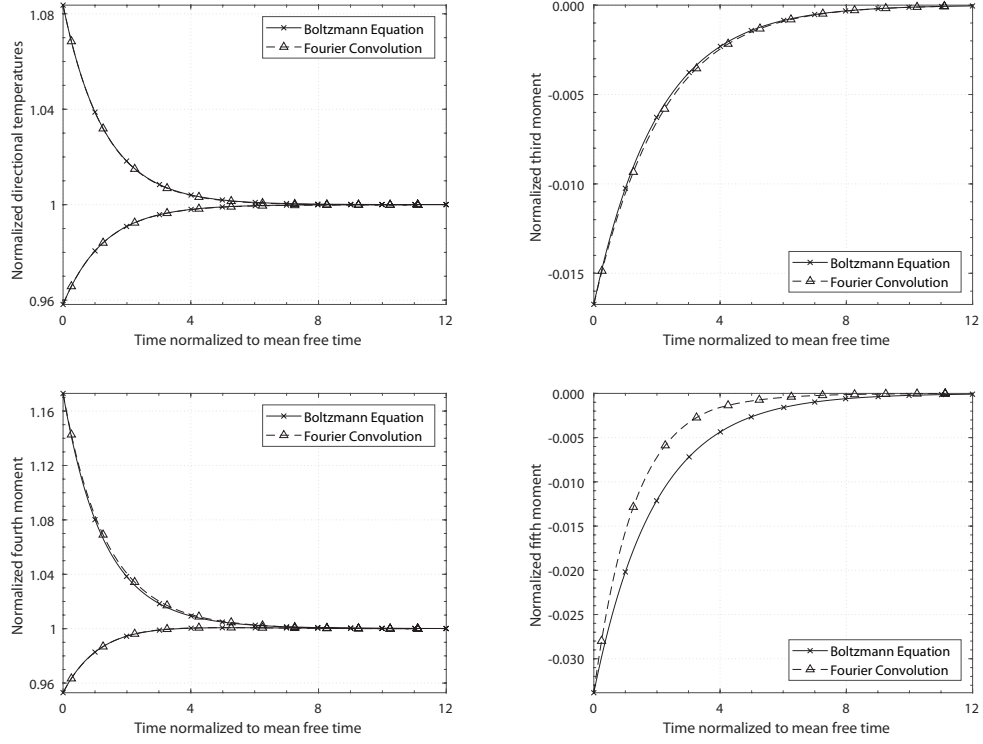 1.08
1.04
1
0.96
Normalized directional temperatures
Boltzmann Equation
Fourier Convolution
0 4 8 12
Time normalized to mean free time
0.000
-0.005
-0.010
-0.015
Normalized third moment
Boltzmann Equation
Fourier Convolution
0 4 8 12
Time normalized to mean free time
1.16
1.12
1.08
1.04
1
0.96
Normalized fourth moment
Boltzmann Equation
Fourier Convolution
0 4 8 12
Time normalized to mean free time
0.000
-0.005
-0.010
-0.015
-0.020
-0.025
-0.030
Normalized fifth moment
Boltzmann Equation
Fourier Convolution
0 4 8 12
Time normalized to mean free time